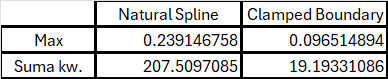 Natural Spline Clamped Boundary
Max 0.239146758 0.096514894
Suma kw. 207.5097085 19.19331086